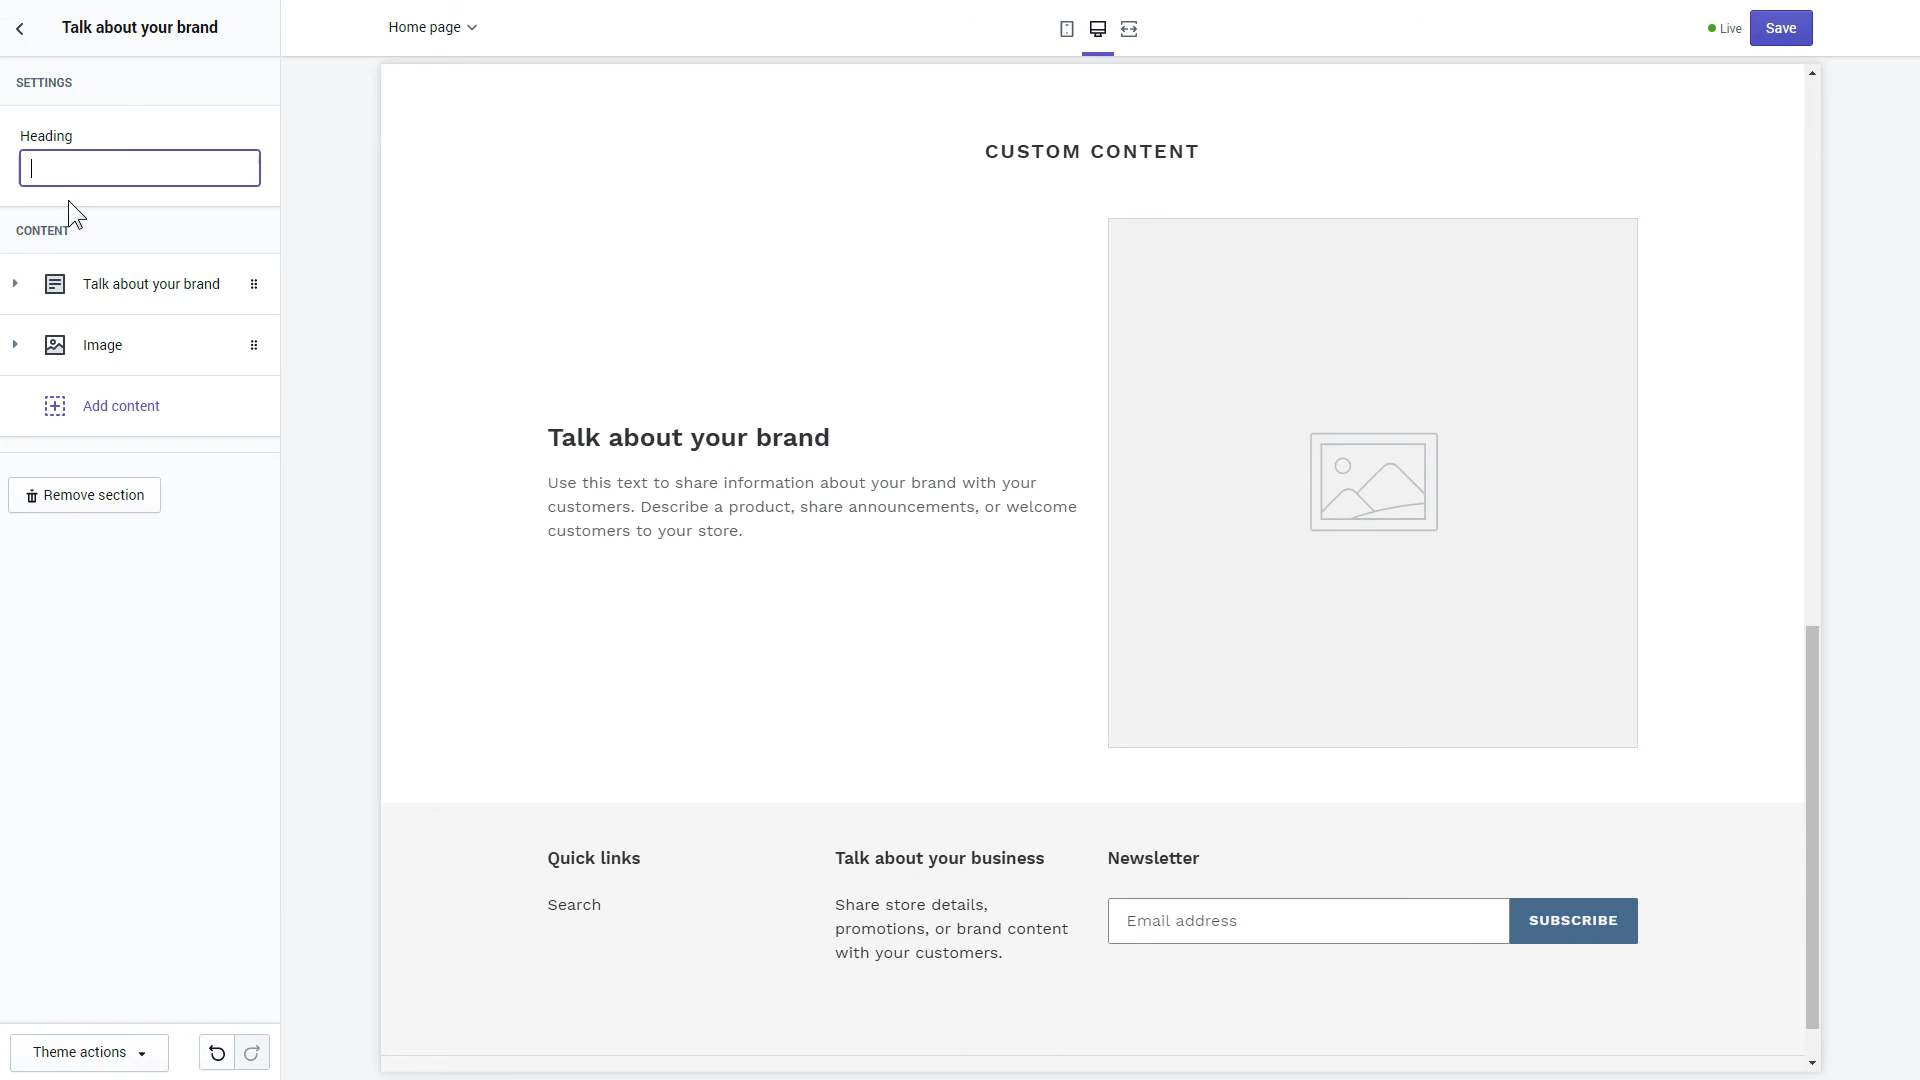 Talk about your brand
Home page
Live
Save
SETTINGS
Heading
CONTENT
Talk about your brand
Image
Add content
Remove section
Theme actions
CUSTOM CONTENT
Talk about your brand
Use this text to share information about your brand with your
customers. Describe a product, share announcements, or welcome
customers to your store.
Quick links
Search
Talk about your business
Share store details,
promotions, or brand content
with your customers.
Newsletter
Email address
SUBSCRIBE